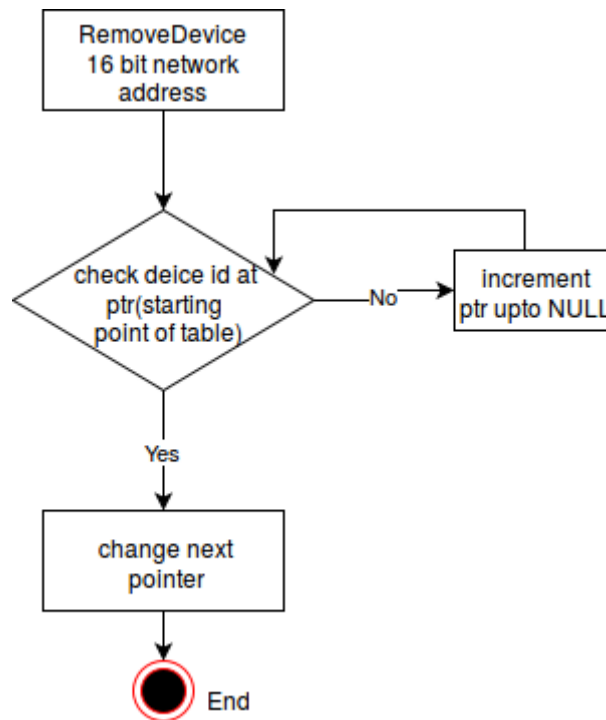 RemoveDevice
16 bit network
address
check deice id at
ptr(starting
point of table)
No
increment
ptr upto NULL
Yes
change next
pointer
End